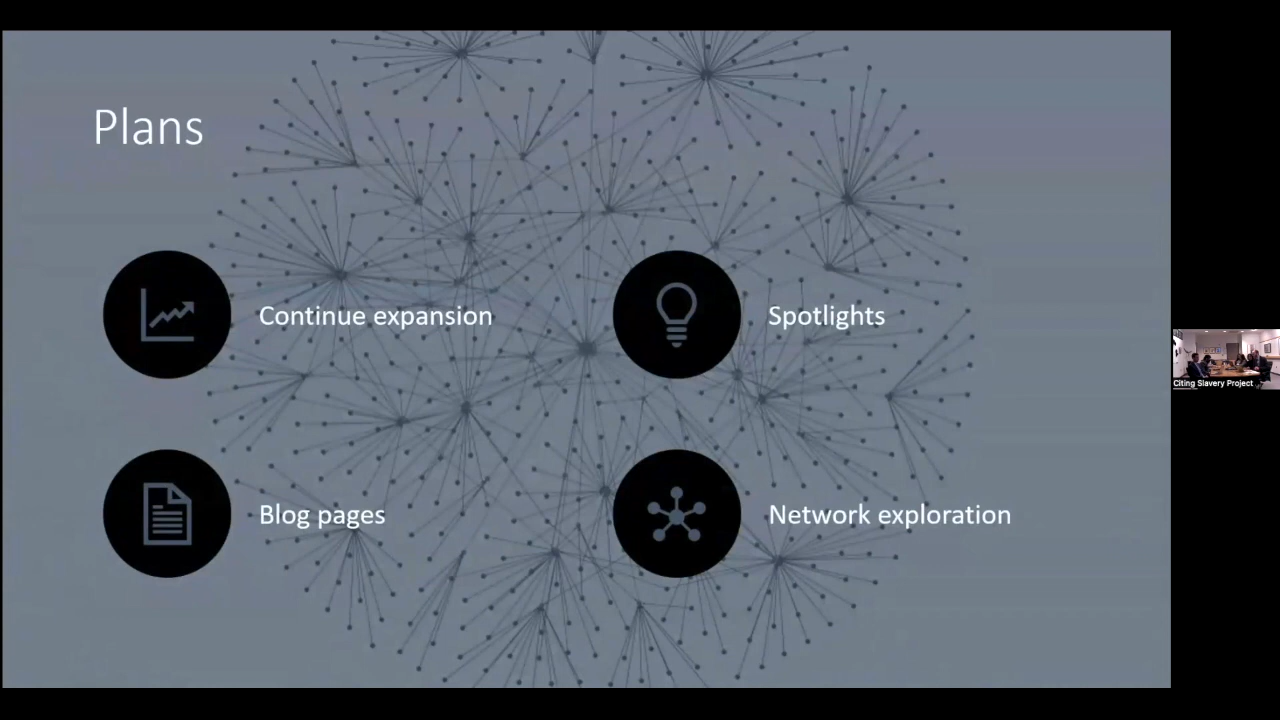 Plans
Continue expansion
Spotlights
Blog pages
Network exploration
Citing Slavery Project